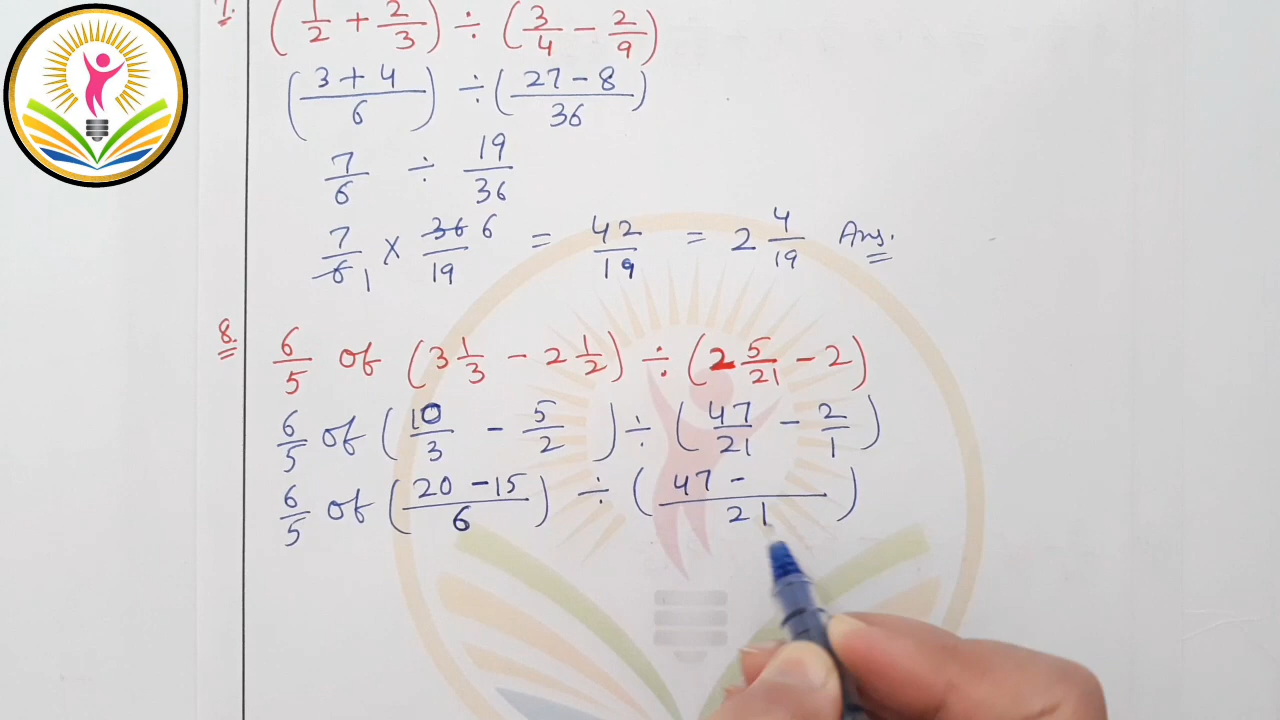 7. (1/2 + 2/3) ÷ (3/4 − 2/9)
(3 + 4 / 6) ÷ (27 − 8 / 36)
7/6 ÷ 19/36
7/6 1 × 36 6/19 = 42/19 = 2 4/19 Ans.
8. 6/5 of (3 1/3 − 2 1/2) ÷ (2 5/21 − 2)
6/5 of (10/3 − 5/2) ÷ (47/21 − 2/1)
6/5 of (20 − 15 / 6) ÷ (47 − / 21)